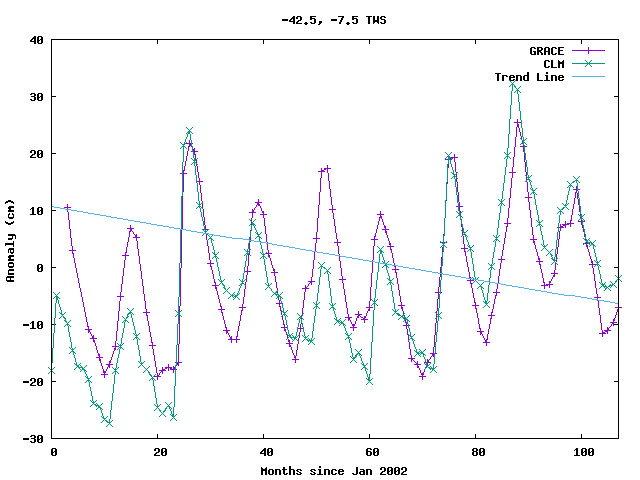 -42.5, -7.5 TWS
GRACE
CLM
Trend Line
40
30
20
10
0
-10
-20
-30
Anomaly (cm)
0 20 40 60 80 100
Months since Jan 2002